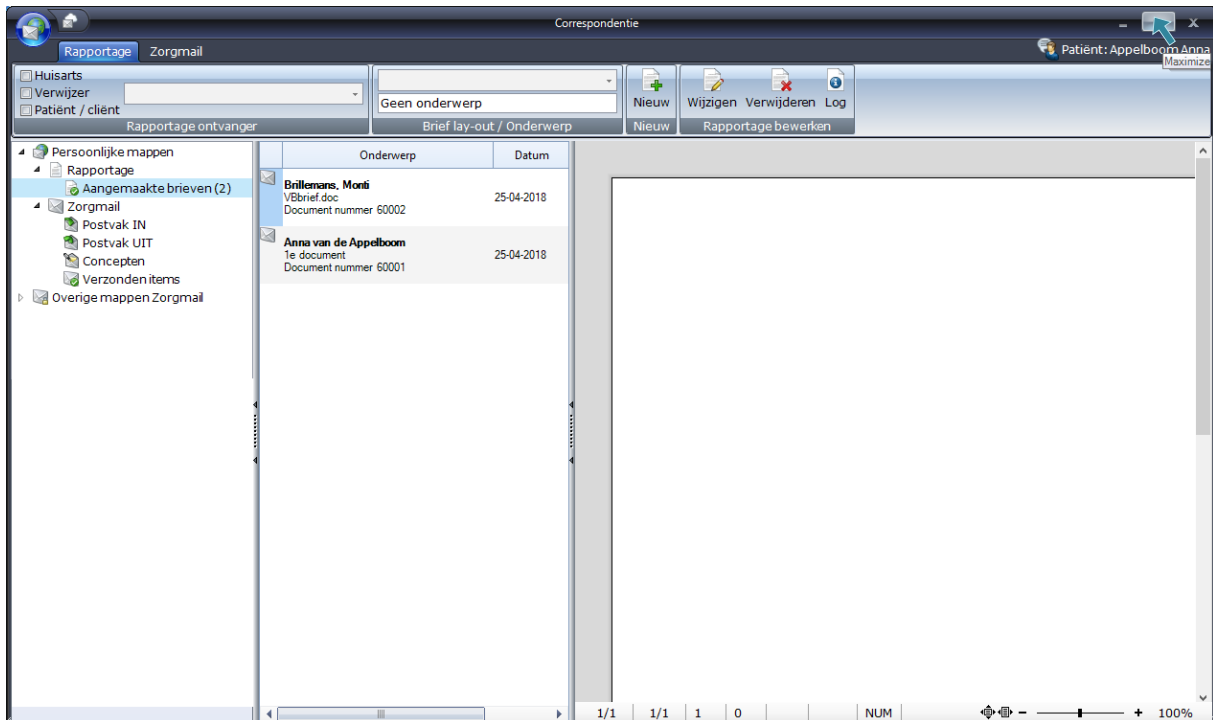 Correspondentie
x
Rapportage Zorgmail
Patiënt: Appelboom Anna
Maximize
Huisarts
Verwijzer
Patiënt / cliënt
Rapportage ontvanger
Geen onderwerp
Brief lay-out / Onderwerp
Nieuw
Nieuw
Wijzigen Verwijderen Log
Rapportage bewerken
Persoonlijke mappen
Rapportage
Aangemaakte brieven (2)
Zorgmail
Postvak IN
Postvak UIT
Concepten
Verzonden items
Overige mappen Zorgmail
Onderwerp Datum
Brillemans, Monti
VBbrief.doc 25-04-2018
Document nummer 60002
Anna van de Appelboom
1e document 25-04-2018
Document nummer 60001
1/1 1/1 1 0 NUM - + 100%